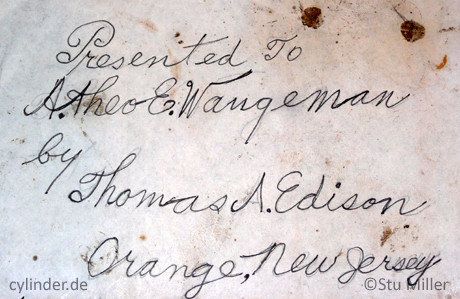 Presented To
A. Theo E. Wangeman
by
Thomas A. Edison
Orange, New Jersey
cylinder.de ©Stu Miller